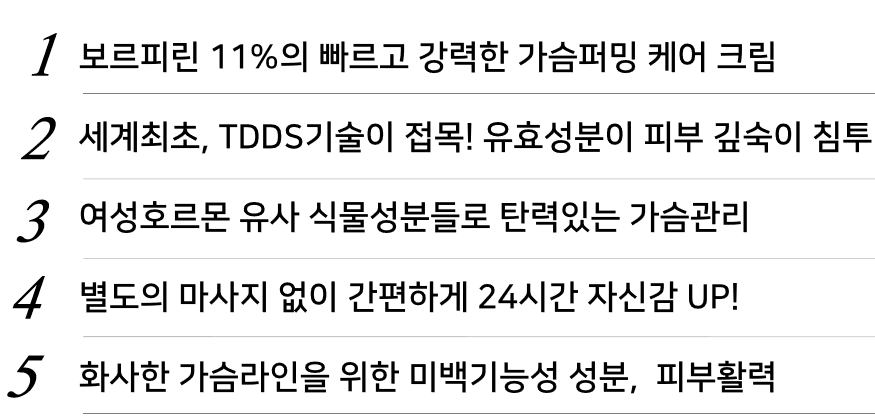 1 보르피린 11%의 빠르고 강력한 가슴퍼밍 케어 크림
2 세계최초, TDDS기술이 접목! 유효성분이 피부 깊숙이 침투
3 여성호르몬 유사 식물성분들로 탄력있는 가슴관리
4 별도의 마사지 없이 간편하게 24시간 자신감 UP!
5 화사한 가슴라인을 위한 미백기능성 성분, 피부활력